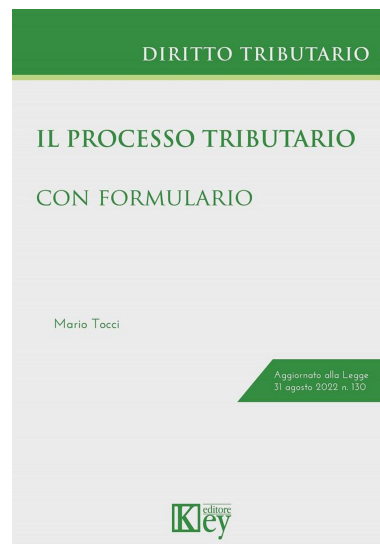 DIRITTO TRIBUTARIO
IL PROCESSO TRIBUTARIO
CON FORMULARIO
Mario Tocci
Aggiornato alla Legge
31 agosto 2022 n. 130
Key editore